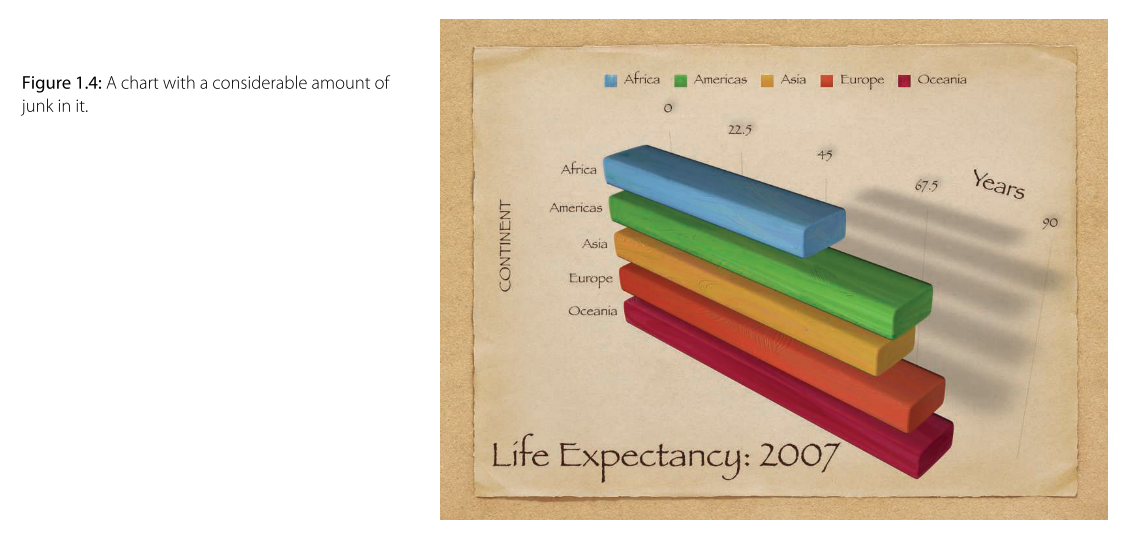 Figure 1.4: A chart with a considerable amount of
junk in it.
Africa Americas Asia Europe Oceania
0
22.5
45
67.5
90
Years
Africa
Americas
Asia
Europe
Oceania
CONTINENT
Life Expectancy: 2007